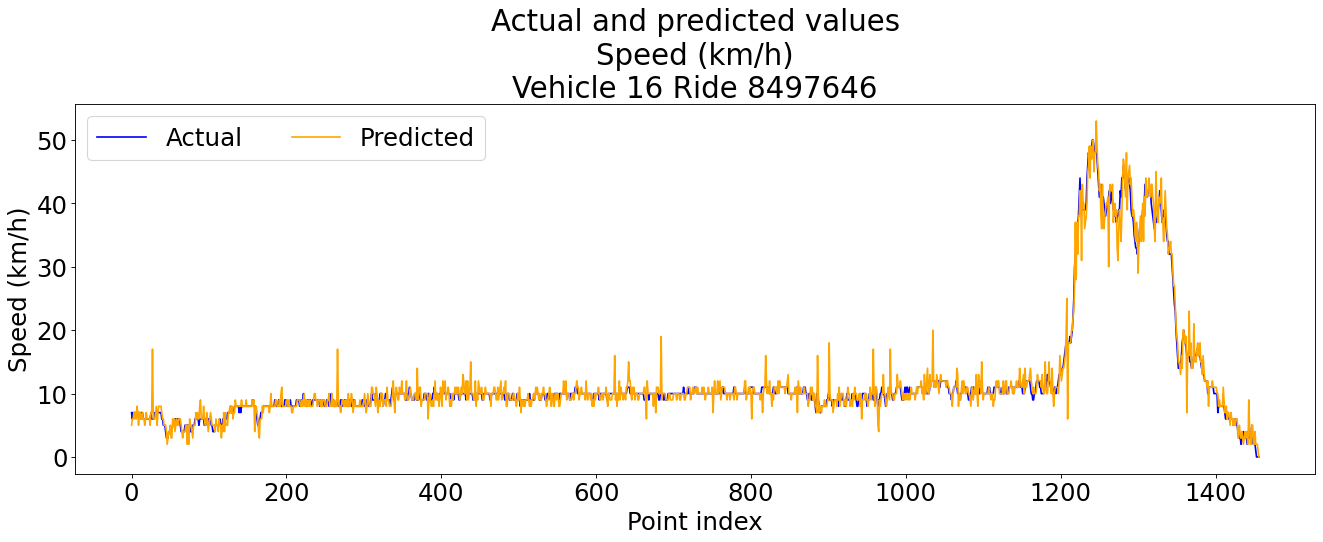 Actual and predicted values
Speed (km/h)
Vehicle 16 Ride 8497646
Actual
Predicted
Speed (km/h)
50
40
30
20
10
0
0 200 400 600 800 1000 1200 1400
Point index